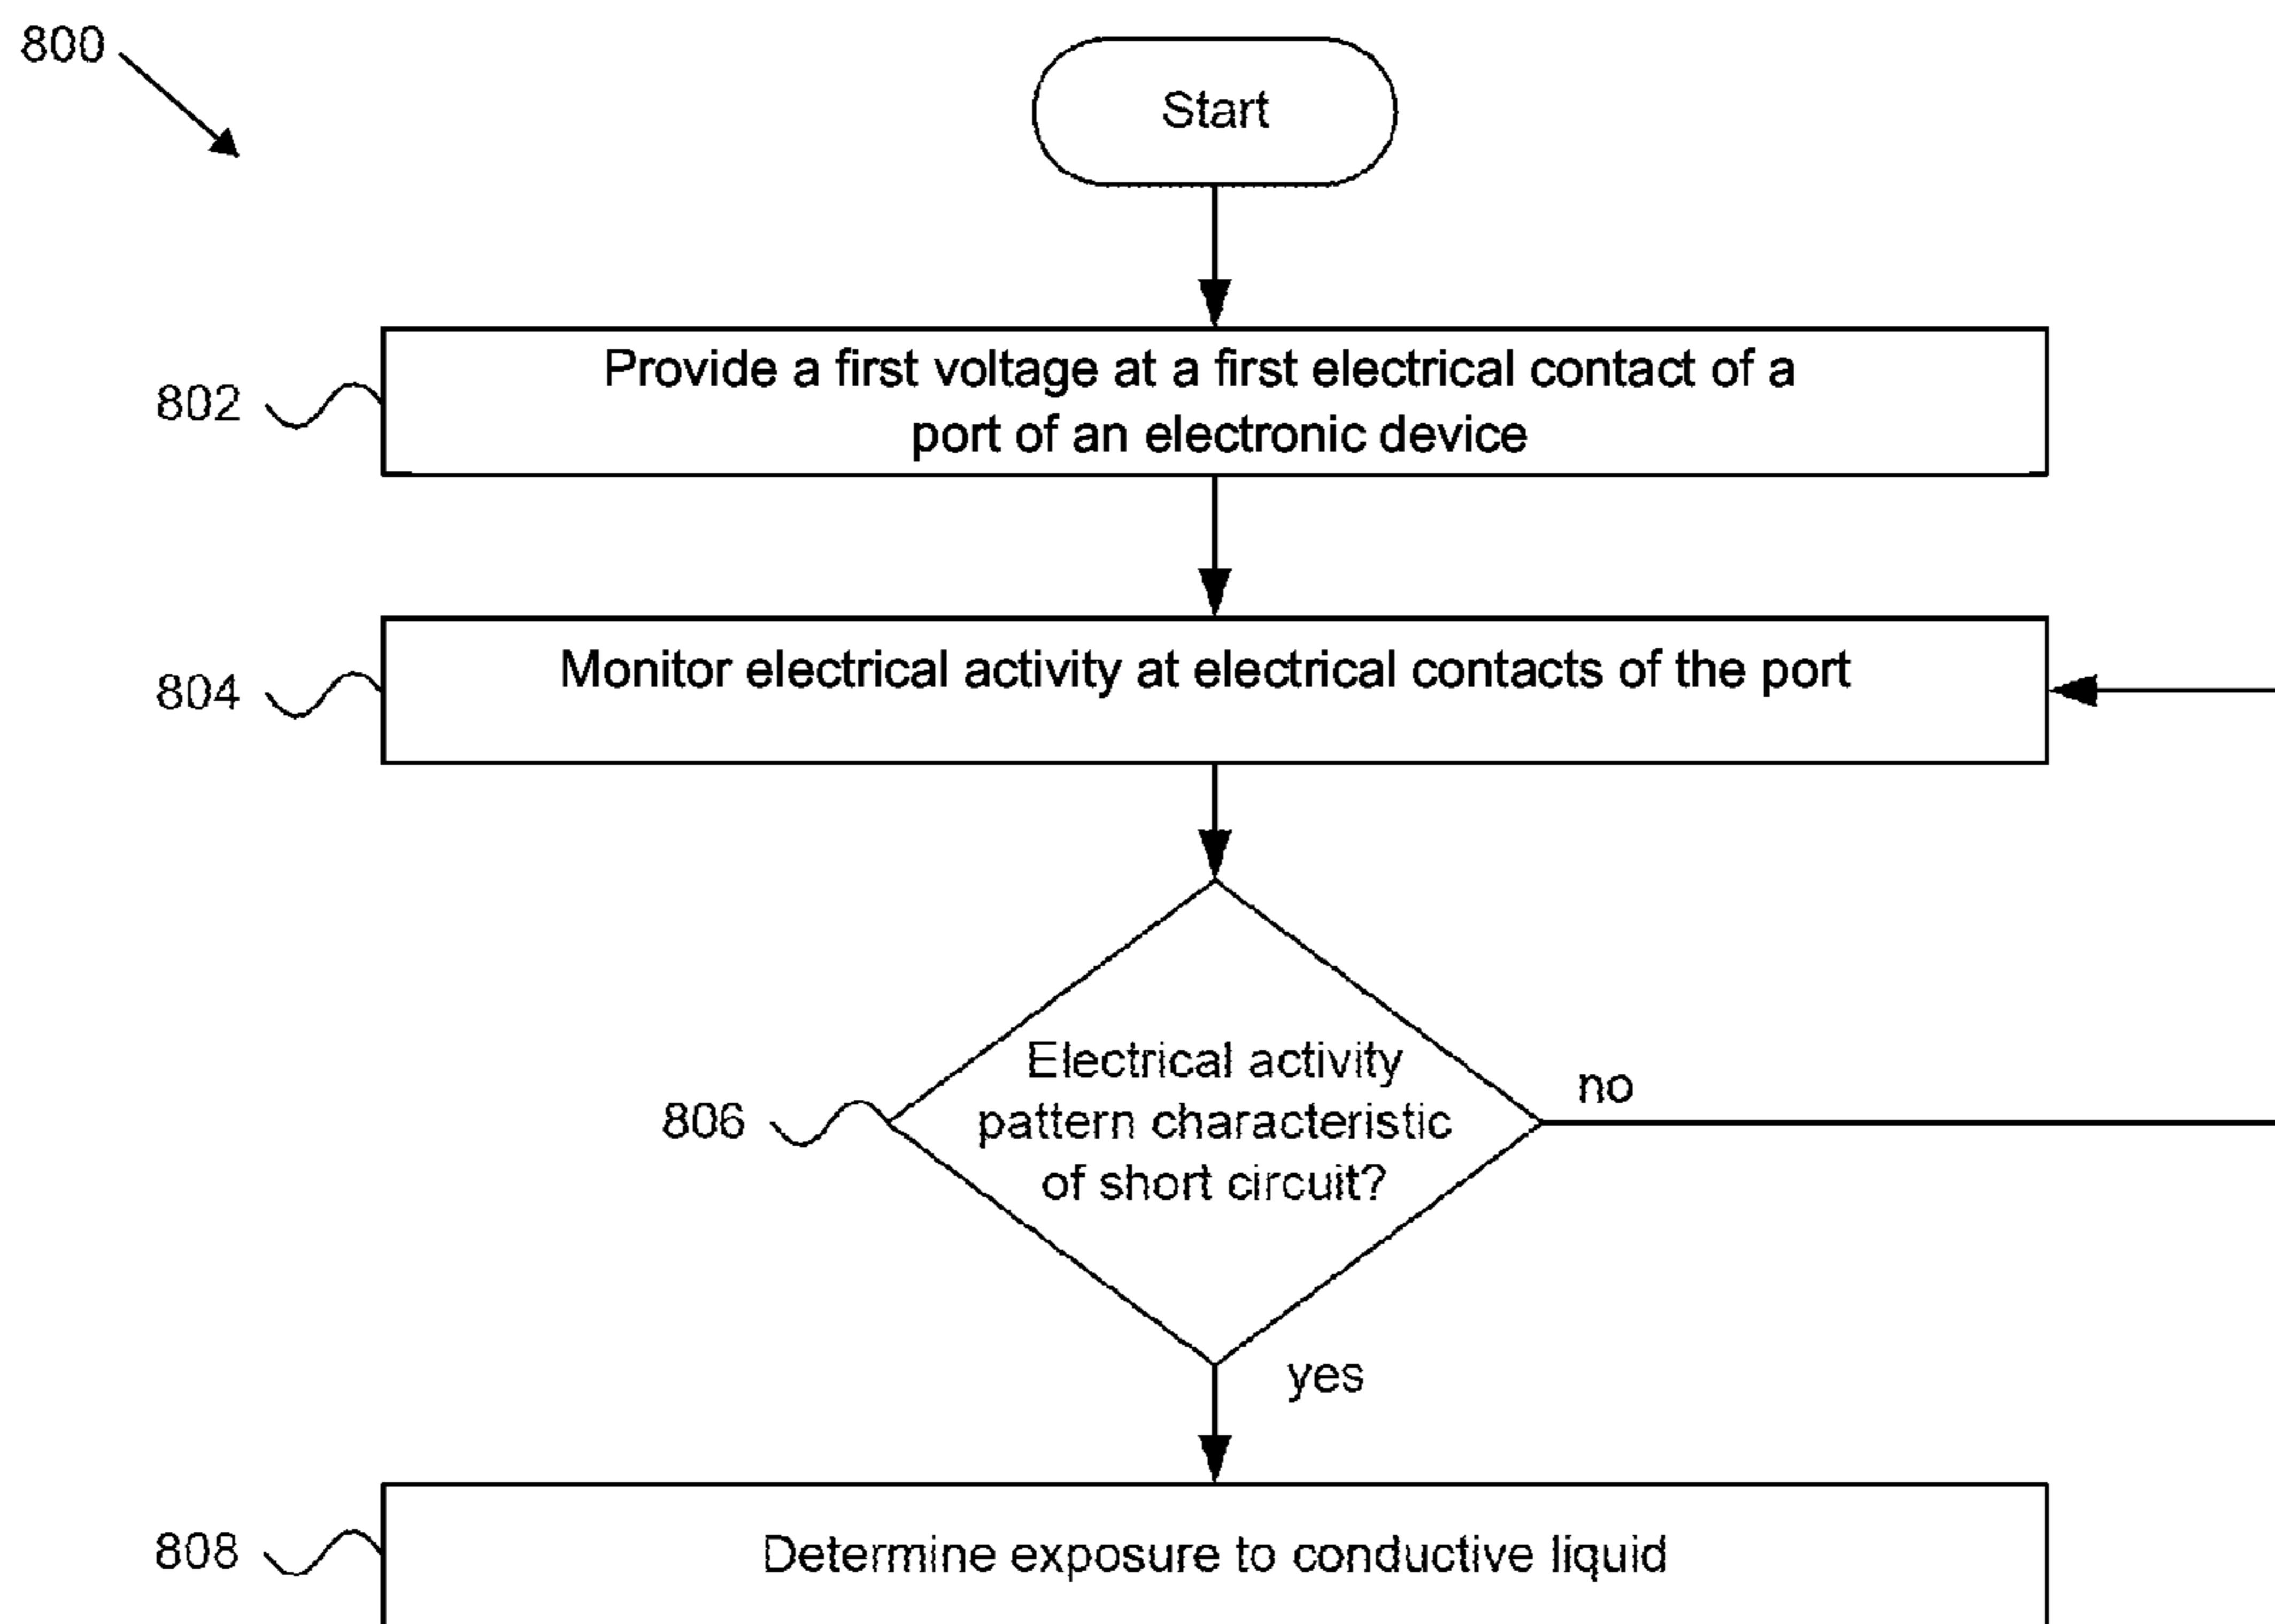 800
Start
802
Provide a first voltage at a first electrical contact of a
port of an electronic device
804
Monitor electrical activity at electrical contacts of the port
806
Electrical activity
pattern characteristic
of short circuit?
no
yes
808
Determine exposure to conductive liquid